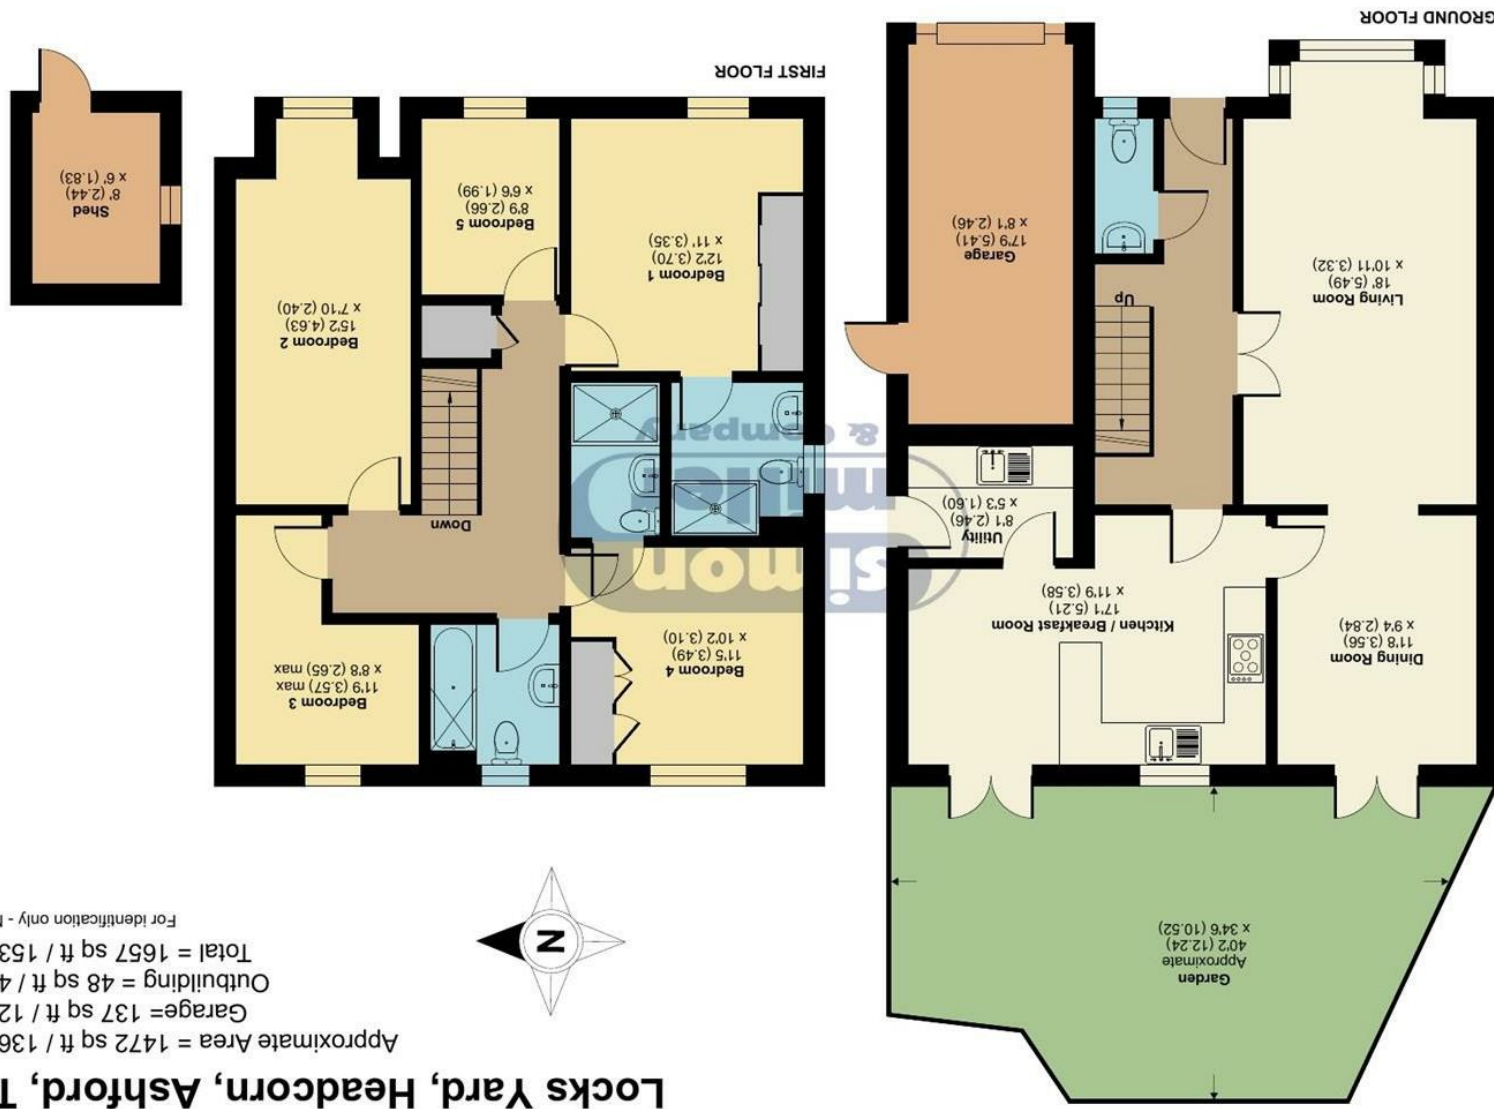 Locks Yard, Headcorn, Ashford, T
Approximate Area = 1472 sq ft / 136
Garage= 137 sq ft / 12
Outbuilding = 48 sq ft / 4
Total = 1657 sq ft / 153
For identification only - N
N
Garden
Approximate
40'2 (12.24)
x 34'6 (10.52)
Dining Room
11'8 (3.56)
x 9'4 (2.84)
Kitchen / Breakfast Room
17'1 (5.21)
x 11'9 (3.58)
Utility
8'1 (2.46)
x 5'3 (1.60)
Living Room
18' (5.49)
x 10'11 (3.32)
Up
Garage
17'9 (5.41)
x 8'1 (2.46)
GROUND FLOOR
Bedroom 4
11'5 (3.49)
x 10'2 (3.10)
Bedroom 3
11'9 (3.57) max
x 8'8 (2.65) max
Down
Bedroom 1
12'2 (3.70)
x 11' (3.35)
Bedroom 5
8'9 (2.66)
x 6'6 (1.99)
Bedroom 2
15'2 (4.63)
x 7'10 (2.40)
FIRST FLOOR
Shed
8' (2.44)
x 6' (1.83)
simon
miller
& company